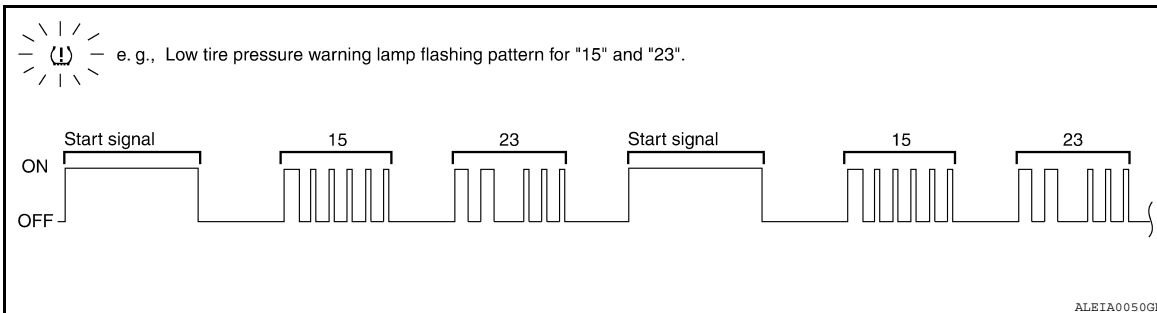 e. g., Low tire pressure warning lamp flashing pattern for "15" and "23".
Start signal 15 23 Start signal 15 23
ON
OFF